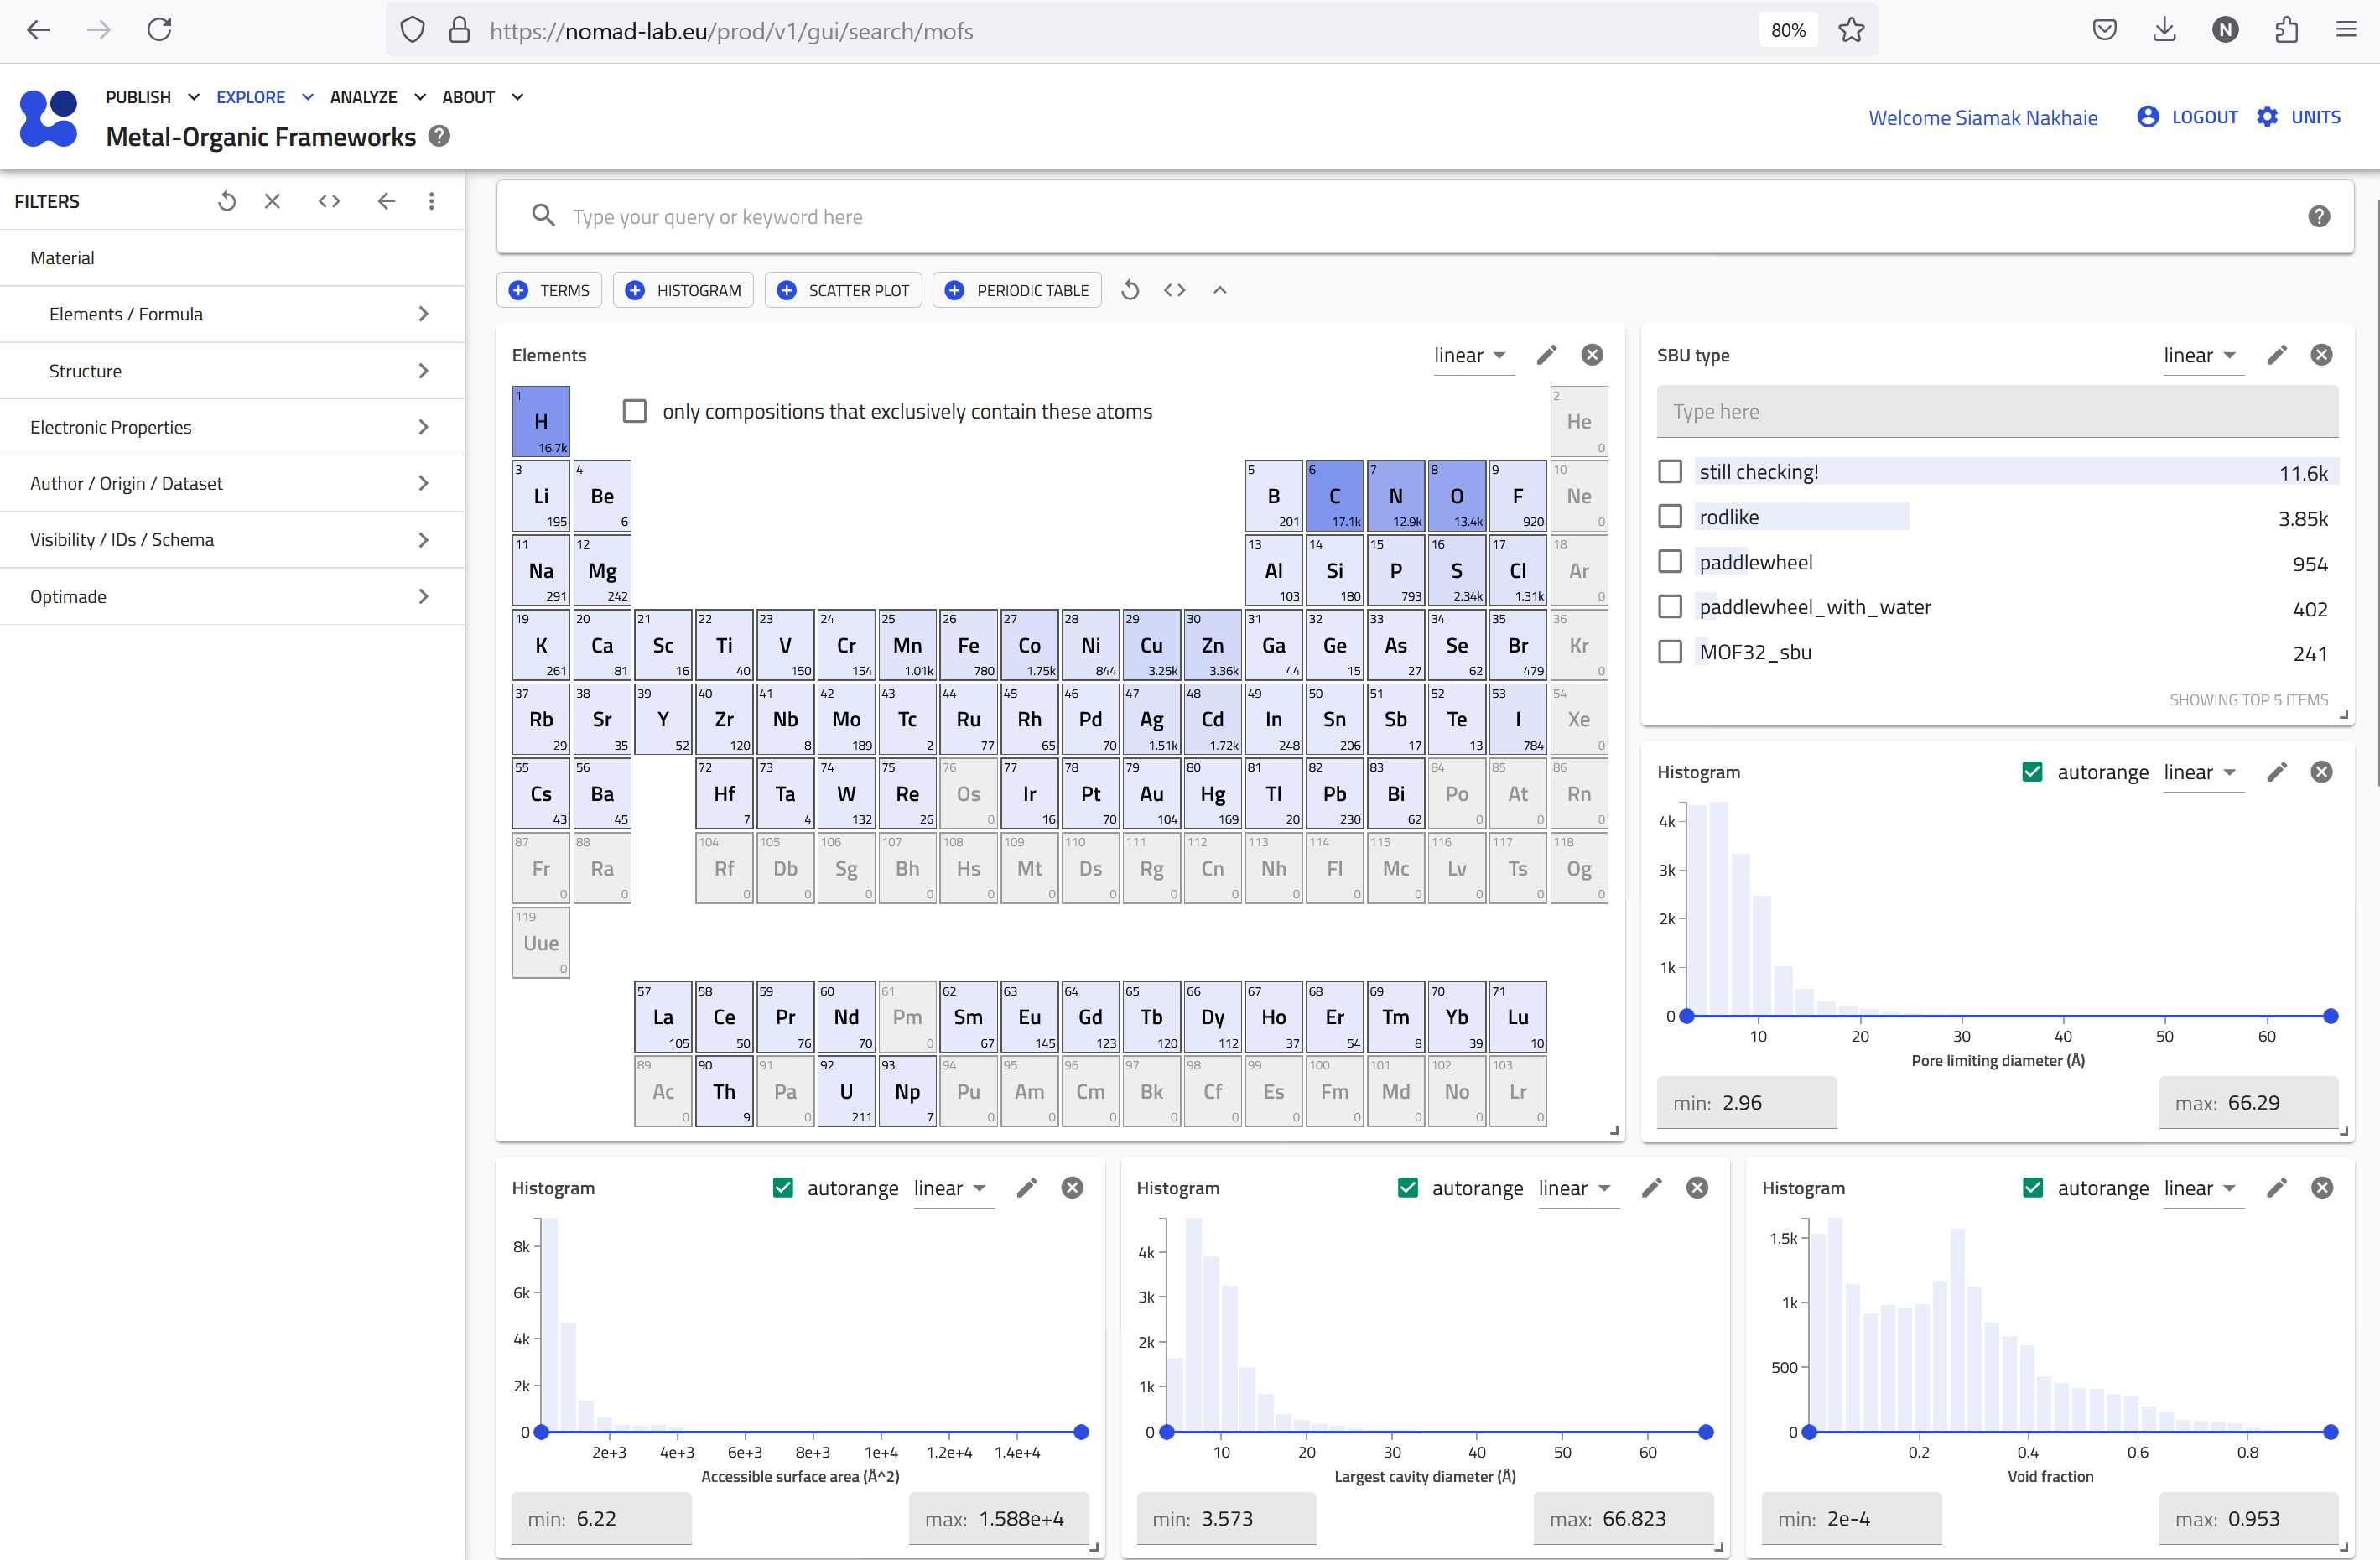 https://nomad-lab.eu/prod/v1/gui/search/mofs 80% N
PUBLISH EXPLORE ANALYZE ABOUT
Metal-Organic Frameworks ?
Welcome Siamak Nakhaie LOGOUT UNITS
FILTERS
Material
Elements / Formula
Structure
Electronic Properties
Author / Origin / Dataset
Visibility / IDs / Schema
Optimade
Type your query or keyword here ?
TERMS HISTOGRAM SCATTER PLOT PERIODIC TABLE
Elements linear
only compositions that exclusively contain these atoms
1 H 16.7k 2 He 0
3 Li 195 4 Be 6 5 B 201 6 C 17.1k 7 N 12.9k 8 O 13.4k 9 F 920 10 Ne 0
11 Na 291 12 Mg 242 13 Al 103 14 Si 180 15 P 793 16 S 2.34k 17 Cl 1.31k 18 Ar 0
19 K 261 20 Ca 81 21 Sc 16 22 Ti 40 23 V 150 24 Cr 154 25 Mn 1.01k 26 Fe 780 27 Co 1.75k 28 Ni 844 29 Cu 3.25k 30 Zn 3.36k 31 Ga 44 32 Ge 15 33 As 27 34 Se 62 35 Br 479 36 Kr 0
37 Rb 29 38 Sr 35 39 Y 52 40 Zr 120 41 Nb 8 42 Mo 189 43 Tc 2 44 Ru 77 45 Rh 65 46 Pd 70 47 Ag 1.51k 48 Cd 1.72k 49 In 248 50 Sn 206 51 Sb 17 52 Te 13 53 I 784 54 Xe 0
55 Cs 43 56 Ba 45 72 Hf 7 73 Ta 4 74 W 132 75 Re 26 76 Os 0 77 Ir 16 78 Pt 70 79 Au 104 80 Hg 169 81 Tl 20 82 Pb 230 83 Bi 62 84 Po 0 85 At 0 86 Rn 0
87 Fr 0 88 Ra 0 104 Rf 0 105 Db 0 106 Sg 0 107 Bh 0 108 Hs 0 109 Mt 0 110 Ds 0 111 Rg 0 112 Cn 0 113 Nh 0 114 Fl 0 115 Mc 0 116 Lv 0 117 Ts 0 118 Og 0
119 Uue 0
57 La 105 58 Ce 50 59 Pr 76 60 Nd 70 61 Pm 0 62 Sm 67 63 Eu 145 64 Gd 123 65 Tb 120 66 Dy 112 67 Ho 37 68 Er 54 69 Tm 8 70 Yb 39 71 Lu 10
89 Ac 0 90 Th 9 91 Pa 0 92 U 211 93 Np 7 94 Pu 0 95 Am 0 96 Cm 0 97 Bk 0 98 Cf 0 99 Es 0 100 Fm 0 101 Md 0 102 No 0 103 Lr 0
SBU type linear
Type here
still checking! 11.6k
rodlike 3.85k
paddlewheel 954
paddlewheel_with_water 402
MOF32_sbu 241
SHOWING TOP 5 ITEMS
Histogram autorange linear
4k
3k
2k
1k
0
10 20 30 40 50 60
Pore limiting diameter (Å)
min: 2.96 max: 66.29
Histogram autorange linear
8k
6k
4k
2k
0
2e+3 4e+3 6e+3 8e+3 1e+4 1.2e+4 1.4e+4
Accessible surface area (Å^2)
min: 6.22 max: 1.588e+4
Histogram autorange linear
4k
3k
2k
1k
0
10 20 30 40 50 60
Largest cavity diameter (Å)
min: 3.573 max: 66.823
Histogram autorange linear
1.5k
1k
500
0
0.2 0.4 0.6 0.8
Void fraction
min: 2e-4 max: 0.953